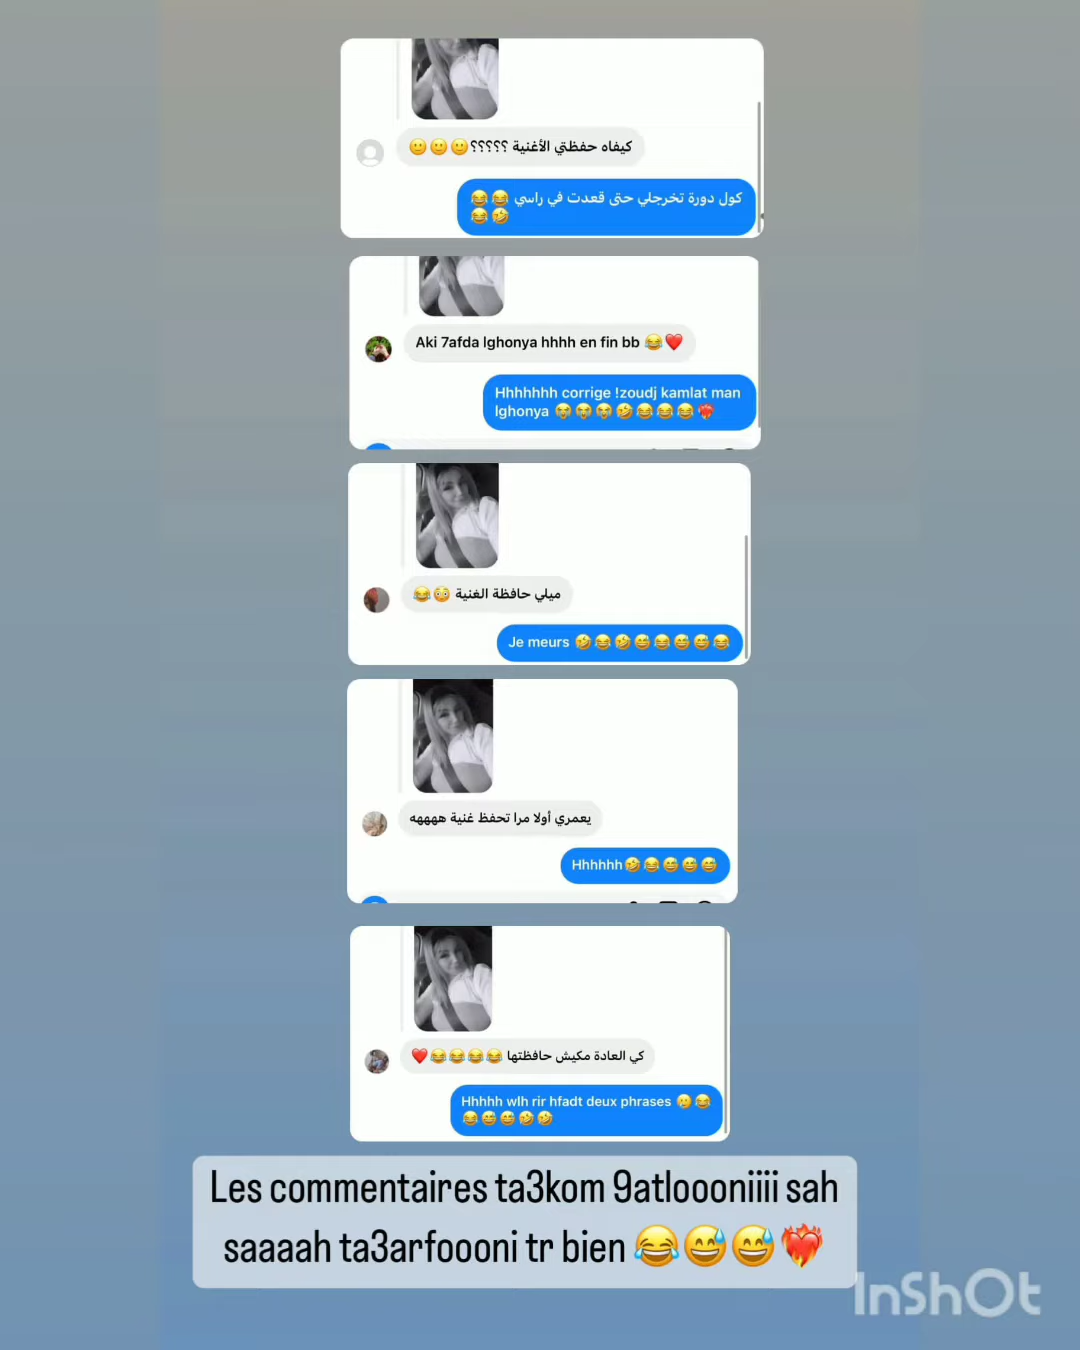 كيفاه حفظتي الأغنية ؟؟؟؟؟🙂🙂🙂
كول دورة تخرجلي حتى قعدت في راسي 😂😂
😂🤣
Aki 7afda lghonya hhhh en fin bb 😂❤️
Hhhhhhh corrige !zoudj kamlat man
lghonya 😭😭😭🤣😂😂😂❤️‍🔥
ميلي حافظة الغنية 😳😂
Je meurs 🤣😂🤣😅😂😅😅😂
يعمري أولا مرا تحفظ غنية ههههه
Hhhhhh🤣😂😅😅😅
كي العادة مكيش حافظتها 😂😂😂😂❤️
Hhhhh wlh rir hfadt deux phrases 🥲😂
😂😅😅🤣🤣
Les commentaires ta3kom 9atloooniiii sah
saaaah ta3arfoooni tr bien 😂😅😅❤️‍🔥
InShOt